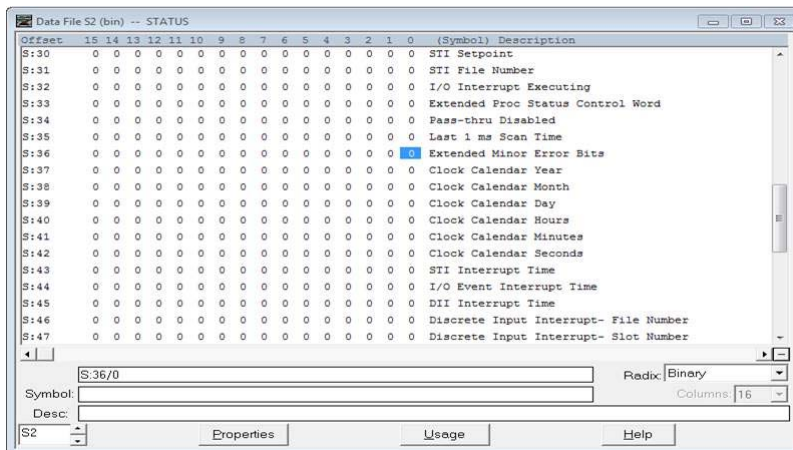 Data File S2 (bin) -- STATUS
Offset 15 14 13 12 11 10 9 8 7 6 5 4 3 2 1 0 (Symbol) Description
S:30 0 0 0 0 0 0 0 0 0 0 0 0 0 0 0 0 STI Setpoint
S:31 0 0 0 0 0 0 0 0 0 0 0 0 0 0 0 0 STI File Number
S:32 0 0 0 0 0 0 0 0 0 0 0 0 0 0 0 0 I/O Interrupt Executing
S:33 0 0 0 0 0 0 0 0 0 0 0 0 0 0 0 0 Extended Proc Status Control Word
S:34 0 0 0 0 0 0 0 0 0 0 0 0 0 0 0 0 Pass-thru Disabled
S:35 0 0 0 0 0 0 0 0 0 0 0 0 0 0 0 0 Last 1 ms Scan Time
S:36 0 0 0 0 0 0 0 0 0 0 0 0 0 0 0 0 Extended Minor Error Bits
S:37 0 0 0 0 0 0 0 0 0 0 0 0 0 0 0 0 Clock Calendar Year
S:38 0 0 0 0 0 0 0 0 0 0 0 0 0 0 0 0 Clock Calendar Month
S:39 0 0 0 0 0 0 0 0 0 0 0 0 0 0 0 0 Clock Calendar Day
S:40 0 0 0 0 0 0 0 0 0 0 0 0 0 0 0 0 Clock Calendar Hours
S:41 0 0 0 0 0 0 0 0 0 0 0 0 0 0 0 0 Clock Calendar Minutes
S:42 0 0 0 0 0 0 0 0 0 0 0 0 0 0 0 0 Clock Calendar Seconds
S:43 0 0 0 0 0 0 0 0 0 0 0 0 0 0 0 0 STI Interrupt Time
S:44 0 0 0 0 0 0 0 0 0 0 0 0 0 0 0 0 I/O Event Interrupt Time
S:45 0 0 0 0 0 0 0 0 0 0 0 0 0 0 0 0 DII Interrupt Time
S:46 0 0 0 0 0 0 0 0 0 0 0 0 0 0 0 0 Discrete Input Interrupt- File Number
S:47 0 0 0 0 0 0 0 0 0 0 0 0 0 0 0 0 Discrete Input Interrupt- Slot Number
S:36/0 Radix: Binary
Symbol: Columns: 16
Desc:
S2 Properties Usage Help